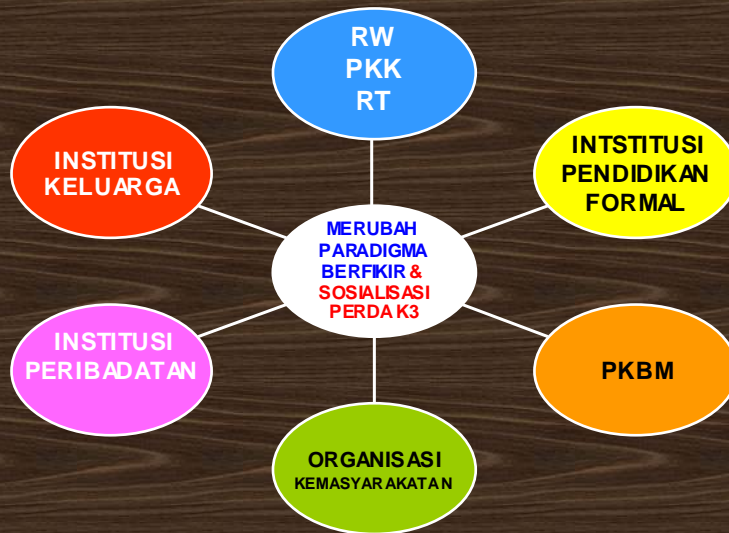 RW
PKK
RT
INSTITUSI
KELUARGA
INTSTITUSI
PENDIDIKAN
FORMAL
MERUBAH
PARADIGMA
BERFIKIR &
SOSIALISASI
PERDA K3
INSTITUSI
PERIBADATAN
PKBM
ORGANISASI
KEMASYARAKATAN